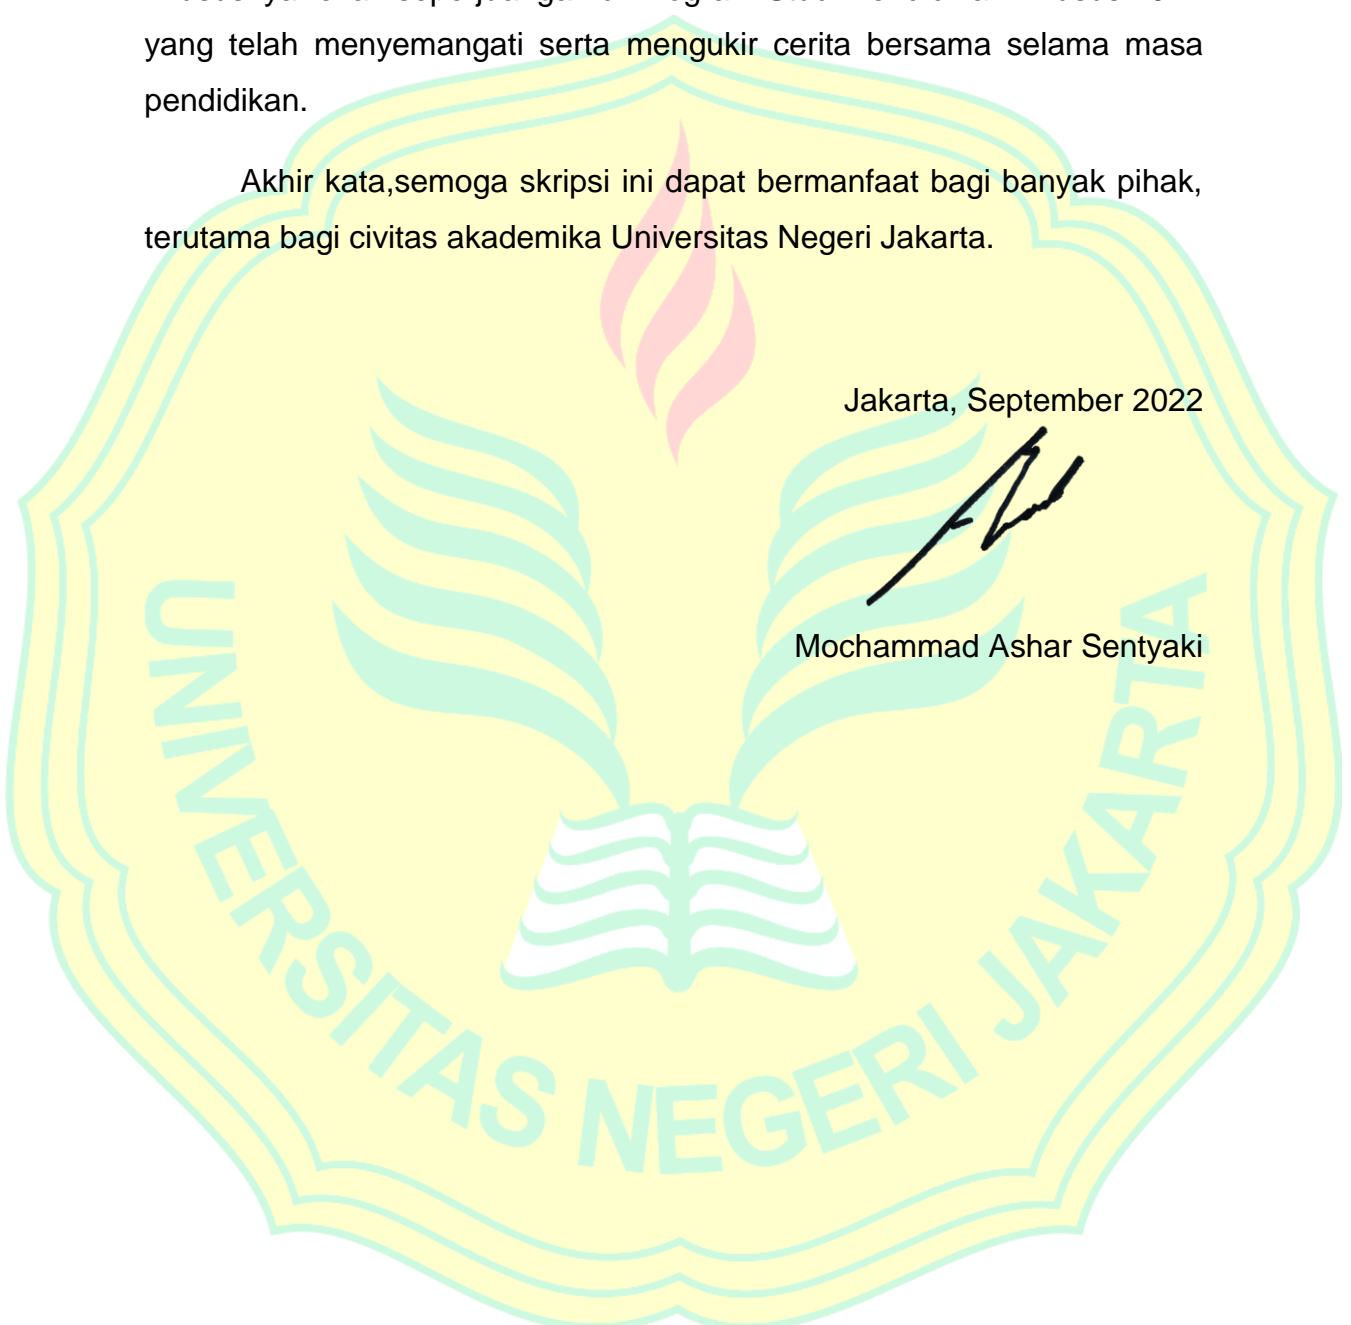 yang telah menyemangati serta mengukir cerita bersama selama masa
pendidikan.
Akhir kata,semoga skripsi ini dapat bermanfaat bagi banyak pihak,
terutama bagi civitas akademika Universitas Negeri Jakarta.
Jakarta, September 2022
Mochammad Ashar Sentyaki
UNIVERSITAS NEGERI JAKARTA